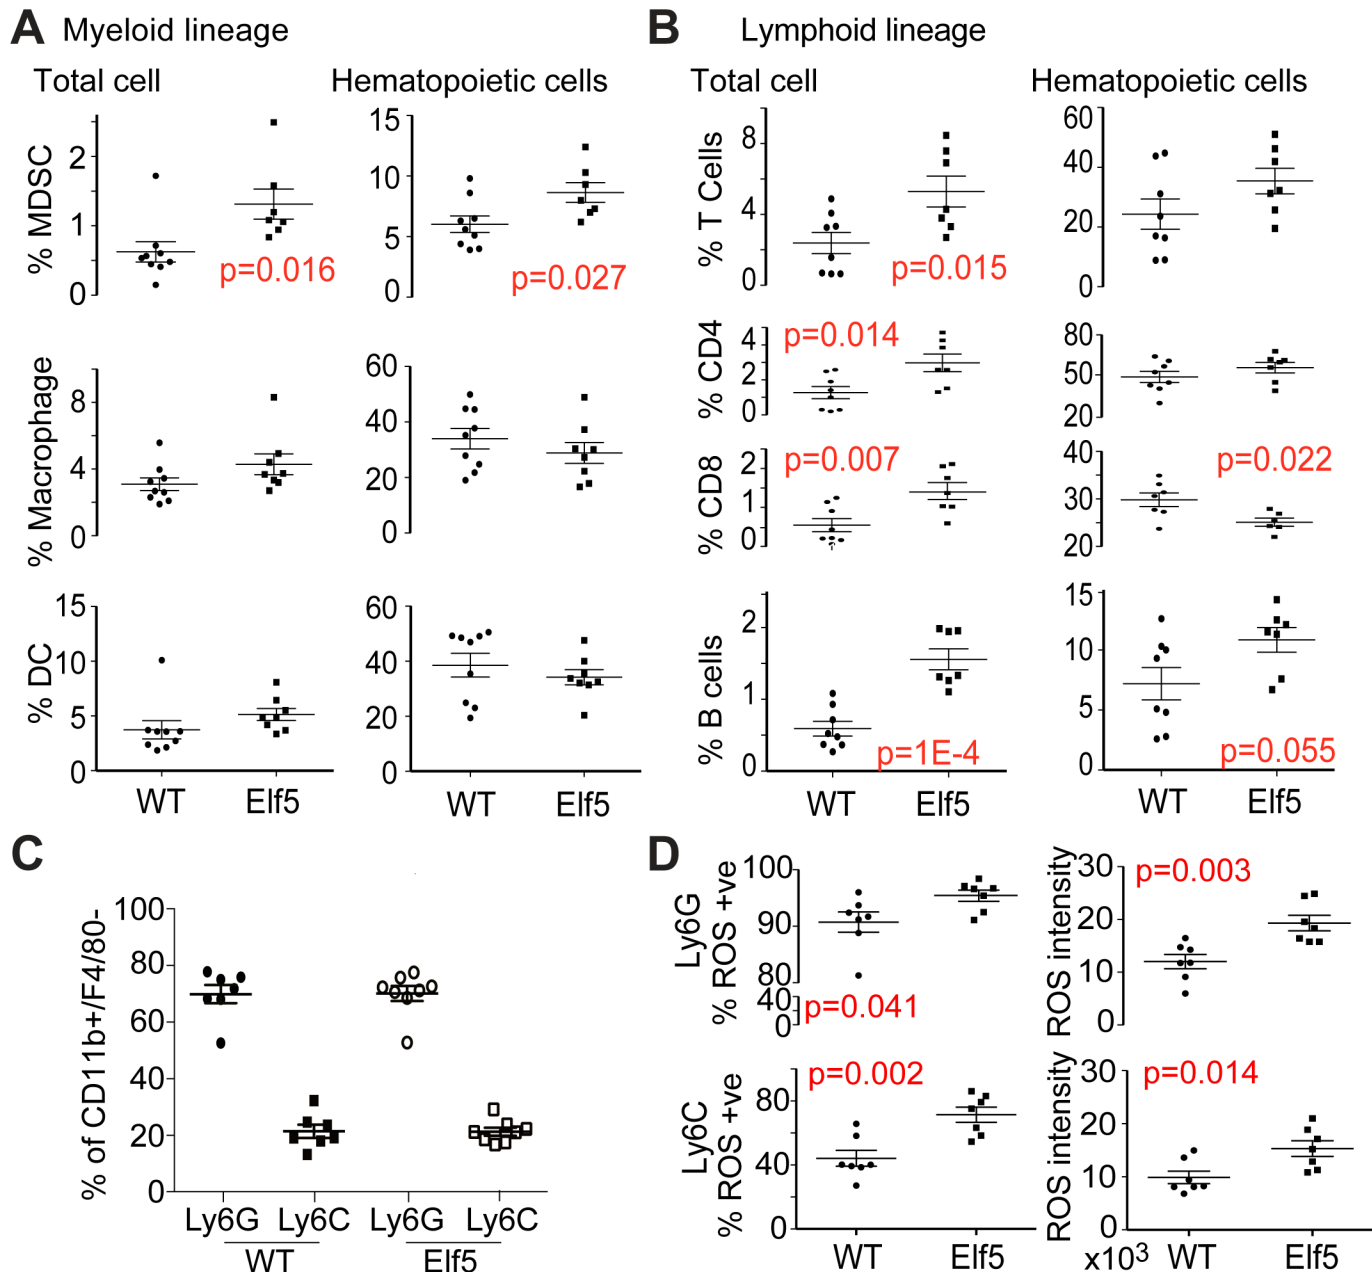 A Myeloid lineage
Total cell
Hematopoietic cells
% MDSC
2
1
0
p=0.016
15
10
5
0
p=0.027
% Macrophage
8
4
0
60
40
20
0
% DC
15
10
5
0
WT
Elf5
60
40
20
0
WT
Elf5
B Lymphoid lineage
Total cell
Hematopoietic cells
% T Cells
8
4
0
p=0.015
60
40
20
0
% CD4
4
2
0
p=0.014
80
50
20
% CD8
2
1
0
p=0.007
40
30
20
p=0.022
% B cells
2
1
0
p=1E-4
WT
Elf5
15
10
5
0
p=0.055
WT
Elf5
C
% of CD11b+/F4/80-
100
80
60
40
20
0
Ly6G
Ly6C
Ly6G
Ly6C
WT
Elf5
D
Ly6G
% ROS +ve
100
90
80
40
0
p=0.041
ROS intensity
30
20
10
0
p=0.003
Ly6C
% ROS +ve
80
40
0
p=0.002
WT
Elf5
ROS intensity
30
20
10
0
p=0.014
x10³
WT
Elf5